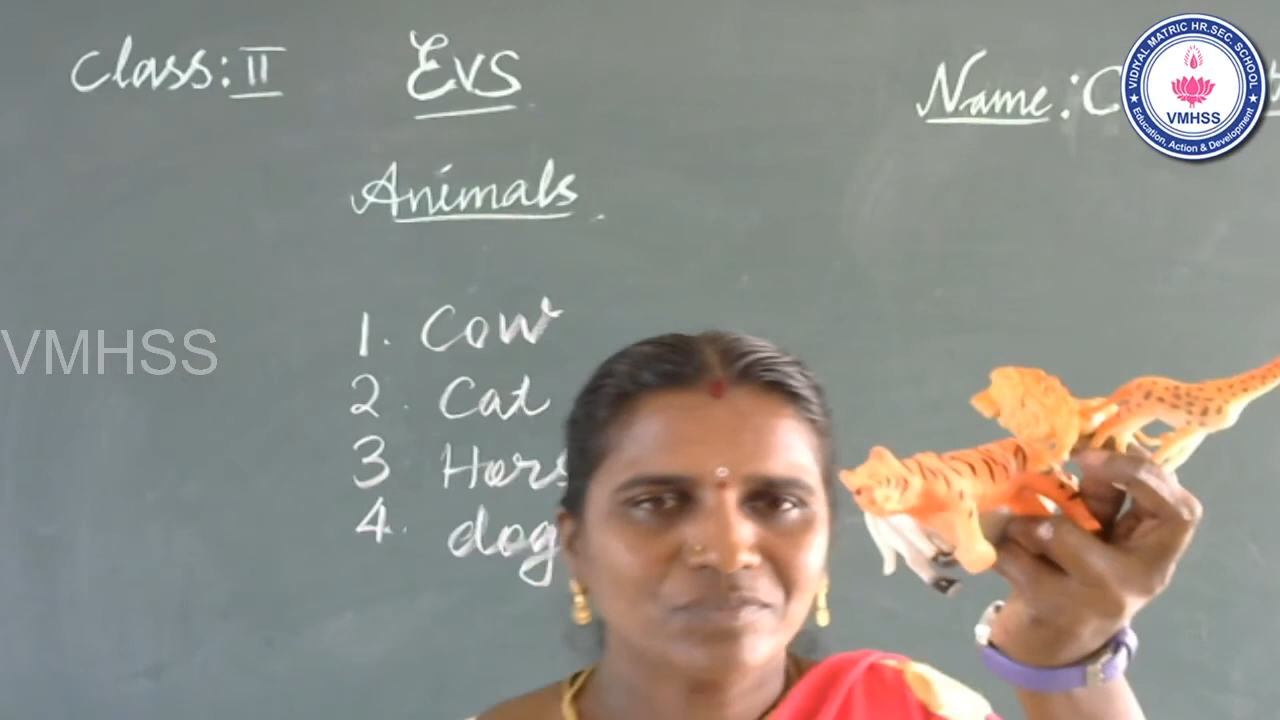 Class: II Evs Name: C
Animals
1. Cow
2. Cat
3 Hors
4. dog
VMHSS
VIDIYAL MATRIC HR.SEC. SCHOOL
VMHSS
Education, Action & Development